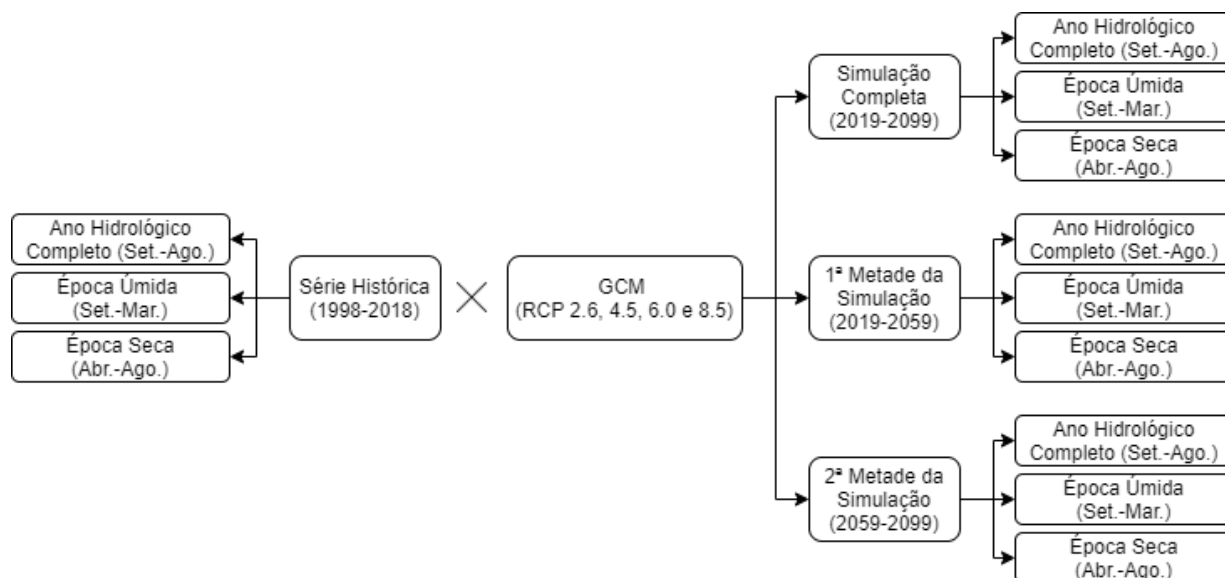 Ano Hidrológico
Completo (Set.-Ago.)
Época Úmida
(Set.-Mar.)
Época Seca
(Abr.-Ago.)
Série Histórica
(1998-2018)
GCM
(RCP 2.6, 4.5, 6.0 e 8.5)
Simulação
Completa
(2019-2099)
Ano Hidrológico
Completo (Set.-Ago.)
Época Úmida
(Set.-Mar.)
Época Seca
(Abr.-Ago.)
1ª Metade da
Simulação
(2019-2059)
Ano Hidrológico
Completo (Set.-Ago.)
Época Úmida
(Set.-Mar.)
Época Seca
(Abr.-Ago.)
2ª Metade da
Simulação
(2059-2099)
Ano Hidrológico
Completo (Set.-Ago.)
Época Úmida
(Set.-Mar.)
Época Seca
(Abr.-Ago.)